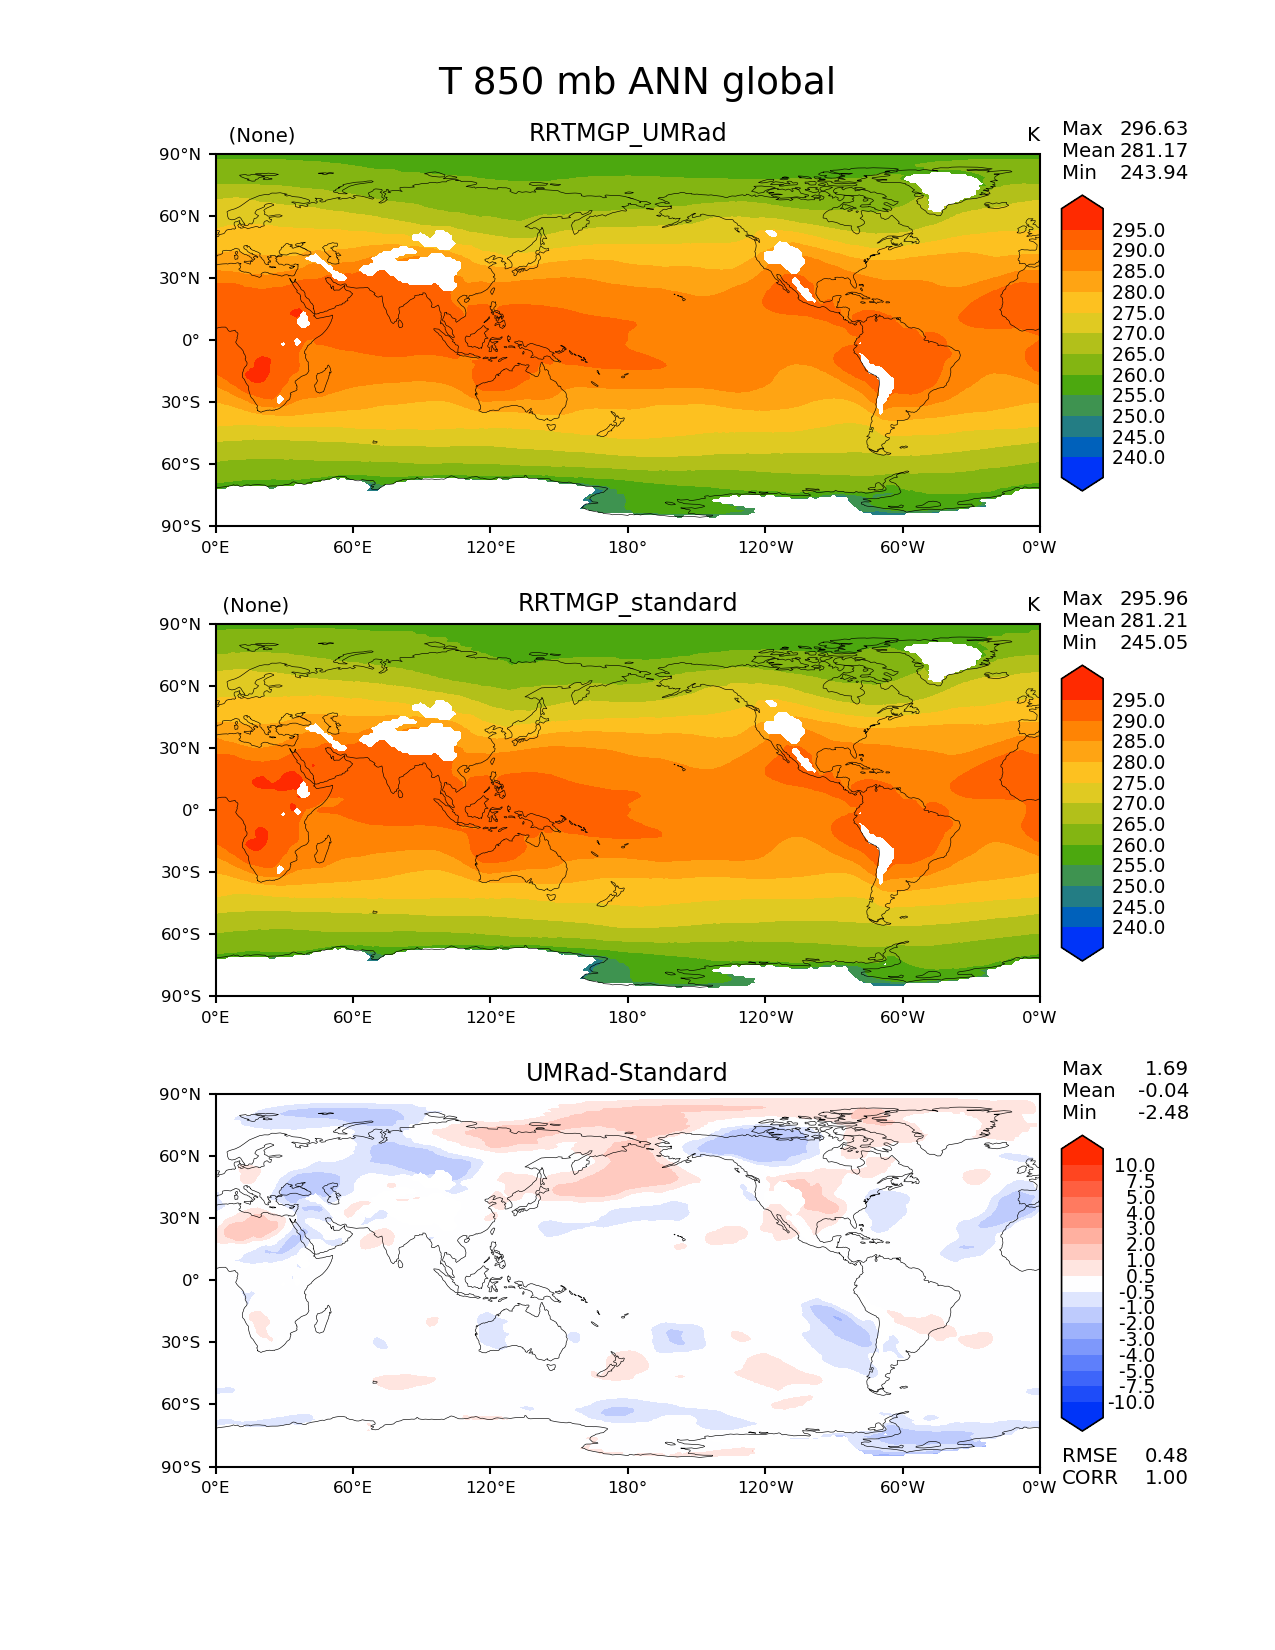 T 850 mb ANN global
(None) RRTMGP_UMRad K
Max 296.63
Mean 281.17
Min 243.94
90°N
60°N
30°N
0°
30°S
60°S
90°S
0°E 60°E 120°E 180° 120°W 60°W 0°W
295.0
290.0
285.0
280.0
275.0
270.0
265.0
260.0
255.0
250.0
245.0
240.0
(None) RRTMGP_standard K
Max 295.96
Mean 281.21
Min 245.05
90°N
60°N
30°N
0°
30°S
60°S
90°S
0°E 60°E 120°E 180° 120°W 60°W 0°W
295.0
290.0
285.0
280.0
275.0
270.0
265.0
260.0
255.0
250.0
245.0
240.0
UMRad-Standard
Max 1.69
Mean -0.04
Min -2.48
90°N
60°N
30°N
0°
30°S
60°S
90°S
0°E 60°E 120°E 180° 120°W 60°W 0°W
10.0
7.5
5.0
4.0
3.0
2.0
1.0
0.5
-0.5
-1.0
-2.0
-3.0
-4.0
-5.0
-7.5
-10.0
RMSE 0.48
CORR 1.00